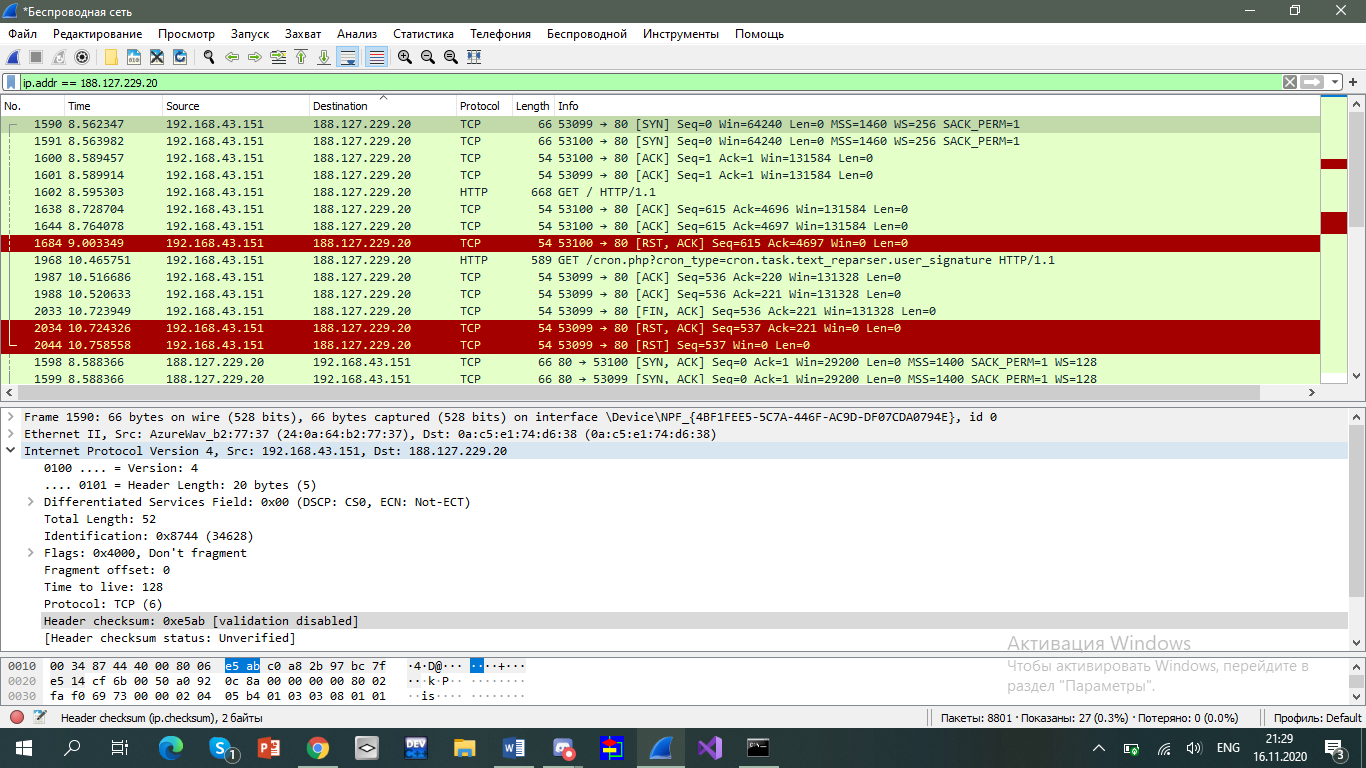 *Беспроводная сеть
Файл Редактирование Просмотр Запуск Захват Анализ Статистика Телефония Беспроводной Инструменты Помощь
ip.addr == 188.127.229.20
No. Time Source Destination Protocol Length Info
1590 8.562347 192.168.43.151 188.127.229.20 TCP 66 53099 → 80 [SYN] Seq=0 Win=64240 Len=0 MSS=1460 WS=256 SACK_PERM=1
1591 8.563982 192.168.43.151 188.127.229.20 TCP 66 53100 → 80 [SYN] Seq=0 Win=64240 Len=0 MSS=1460 WS=256 SACK_PERM=1
1600 8.589457 192.168.43.151 188.127.229.20 TCP 54 53100 → 80 [ACK] Seq=1 Ack=1 Win=131584 Len=0
1601 8.589914 192.168.43.151 188.127.229.20 TCP 54 53099 → 80 [ACK] Seq=1 Ack=1 Win=131584 Len=0
1602 8.595303 192.168.43.151 188.127.229.20 HTTP 668 GET / HTTP/1.1
1638 8.728704 192.168.43.151 188.127.229.20 TCP 54 53100 → 80 [ACK] Seq=615 Ack=4696 Win=131584 Len=0
1644 8.764078 192.168.43.151 188.127.229.20 TCP 54 53100 → 80 [ACK] Seq=615 Ack=4697 Win=131584 Len=0
1684 9.003349 192.168.43.151 188.127.229.20 TCP 54 53100 → 80 [RST, ACK] Seq=615 Ack=4697 Win=0 Len=0
1968 10.465751 192.168.43.151 188.127.229.20 HTTP 589 GET /cron.php?cron_type=cron.task.text_reparser.user_signature HTTP/1.1
1987 10.516686 192.168.43.151 188.127.229.20 TCP 54 53099 → 80 [ACK] Seq=536 Ack=220 Win=131328 Len=0
1988 10.520633 192.168.43.151 188.127.229.20 TCP 54 53099 → 80 [ACK] Seq=536 Ack=221 Win=131328 Len=0
2033 10.723949 192.168.43.151 188.127.229.20 TCP 54 53099 → 80 [FIN, ACK] Seq=536 Ack=221 Win=131328 Len=0
2034 10.724326 192.168.43.151 188.127.229.20 TCP 54 53099 → 80 [RST, ACK] Seq=537 Ack=221 Win=0 Len=0
2044 10.758558 192.168.43.151 188.127.229.20 TCP 54 53099 → 80 [RST] Seq=537 Win=0 Len=0
1598 8.588366 188.127.229.20 192.168.43.151 TCP 66 80 → 53100 [SYN, ACK] Seq=0 Ack=1 Win=29200 Len=0 MSS=1400 SACK_PERM=1 WS=128
1599 8.588366 188.127.229.20 192.168.43.151 TCP 66 80 → 53099 [SYN, ACK] Seq=0 Ack=1 Win=29200 Len=0 MSS=1400 SACK_PERM=1 WS=128
Frame 1590: 66 bytes on wire (528 bits), 66 bytes captured (528 bits) on interface \Device\NPF_{4BF1FEE5-5C7A-446F-AC9D-DF07CDA0794E}, id 0
Ethernet II, Src: AzureWav_b2:77:37 (24:0a:64:b2:77:37), Dst: 0a:c5:e1:74:d6:38 (0a:c5:e1:74:d6:38)
Internet Protocol Version 4, Src: 192.168.43.151, Dst: 188.127.229.20
0100 .... = Version: 4
.... 0101 = Header Length: 20 bytes (5)
Differentiated Services Field: 0x00 (DSCP: CS0, ECN: Not-ECT)
Total Length: 52
Identification: 0x8744 (34628)
Flags: 0x4000, Don't fragment
Fragment offset: 0
Time to live: 128
Protocol: TCP (6)
Header checksum: 0xe5ab [validation disabled]
[Header checksum status: Unverified]
Активация Windows
Чтобы активировать Windows, перейдите в
раздел "Параметры".
0010 00 34 87 44 40 00 80 06 e5 ab c0 a8 2b 97 bc 7f ·4·D@··· ····+···
0020 e5 14 cf 6b 00 50 a0 92 0c 8a 00 00 00 00 80 02 ···k·P·· ········
0030 fa f0 69 73 00 00 02 04 05 b4 01 03 03 08 01 01 ··is···· ········
Header checksum (ip.checksum), 2 байты Пакеты: 8801 · Показаны: 27 (0.3%) · Потеряно: 0 (0.0%) Профиль: Default
1 DEV ENG 21:29
16.11.2020 3